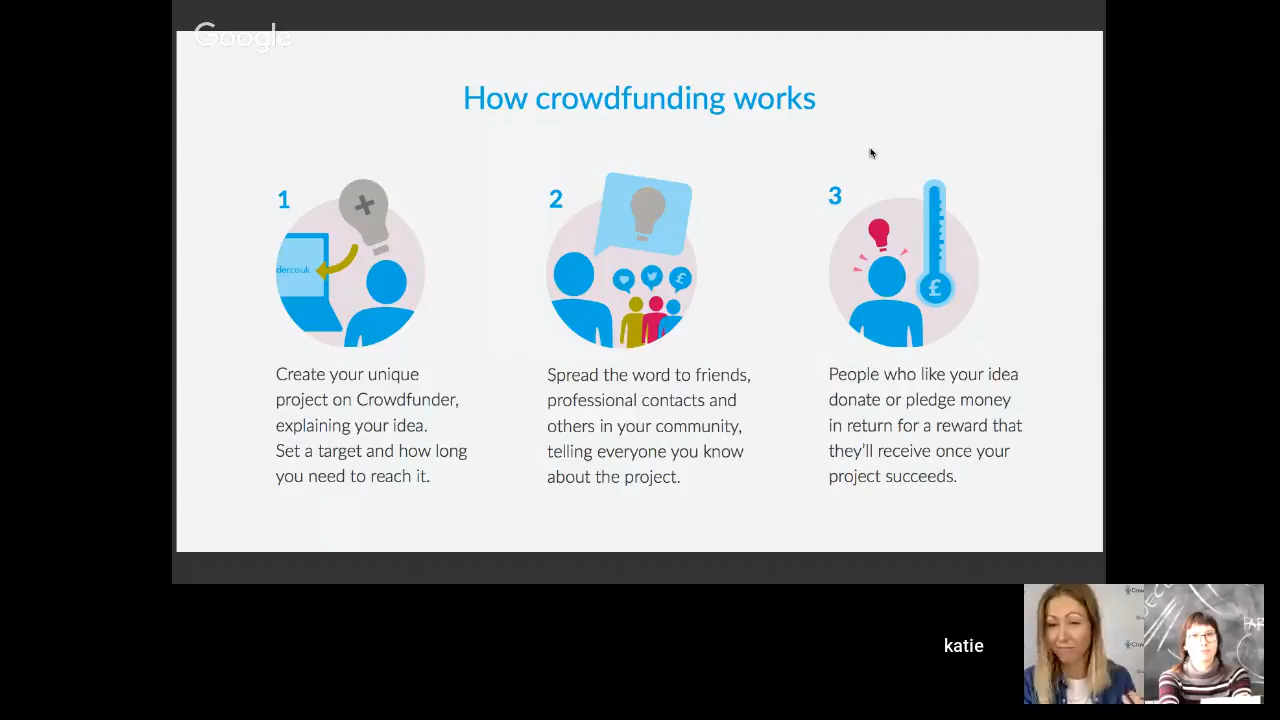 Google
How crowdfunding works
1
2
3
der.co.uk
£
£
Create your unique
project on Crowdfunder,
explaining your idea.
Set a target and how long
you need to reach it.
Spread the word to friends,
professional contacts and
others in your community,
telling everyone you know
about the project.
People who like your idea
donate or pledge money
in return for a reward that
they'll receive once your
project succeeds.
katie